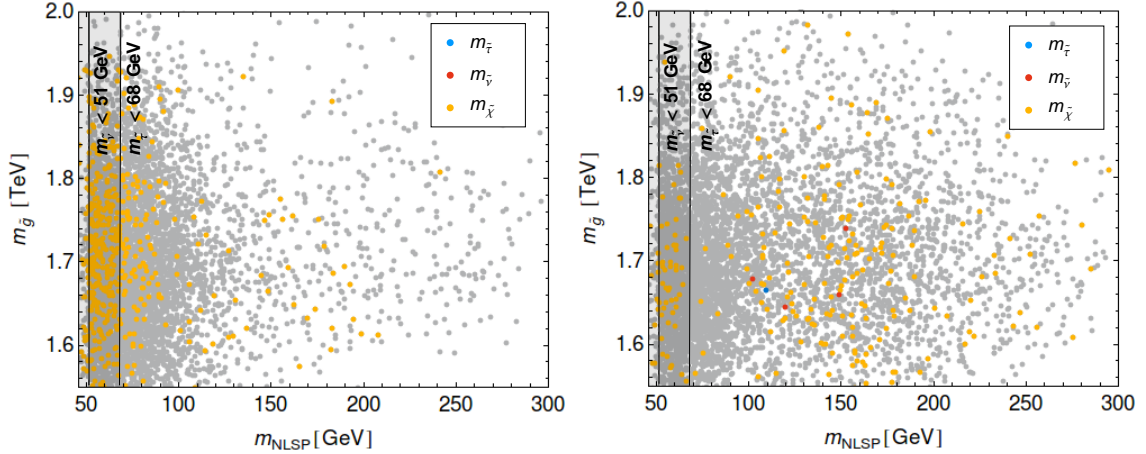 2.0
1.9
1.8
1.7
1.6
m_g̃ [TeV]
50 100 150 200 250 300
m_NLSP [GeV]
m_ν̃ < 51 GeV
m_τ̃ < 68 GeV
m_τ̃
m_ν̃
m_χ̃
2.0
1.9
1.8
1.7
1.6
m_g̃ [TeV]
50 100 150 200 250 300
m_NLSP [GeV]
m_ν̃ < 51 GeV
m_τ̃ < 68 GeV
m_τ̃
m_ν̃
m_χ̃